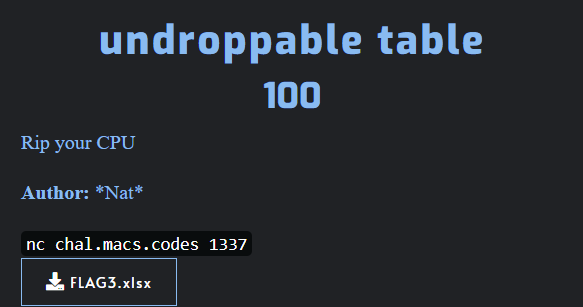 undroppable table
100
Rip your CPU
Author: *Nat*
nc chal.macs.codes 1337
FLAG3.xlsx